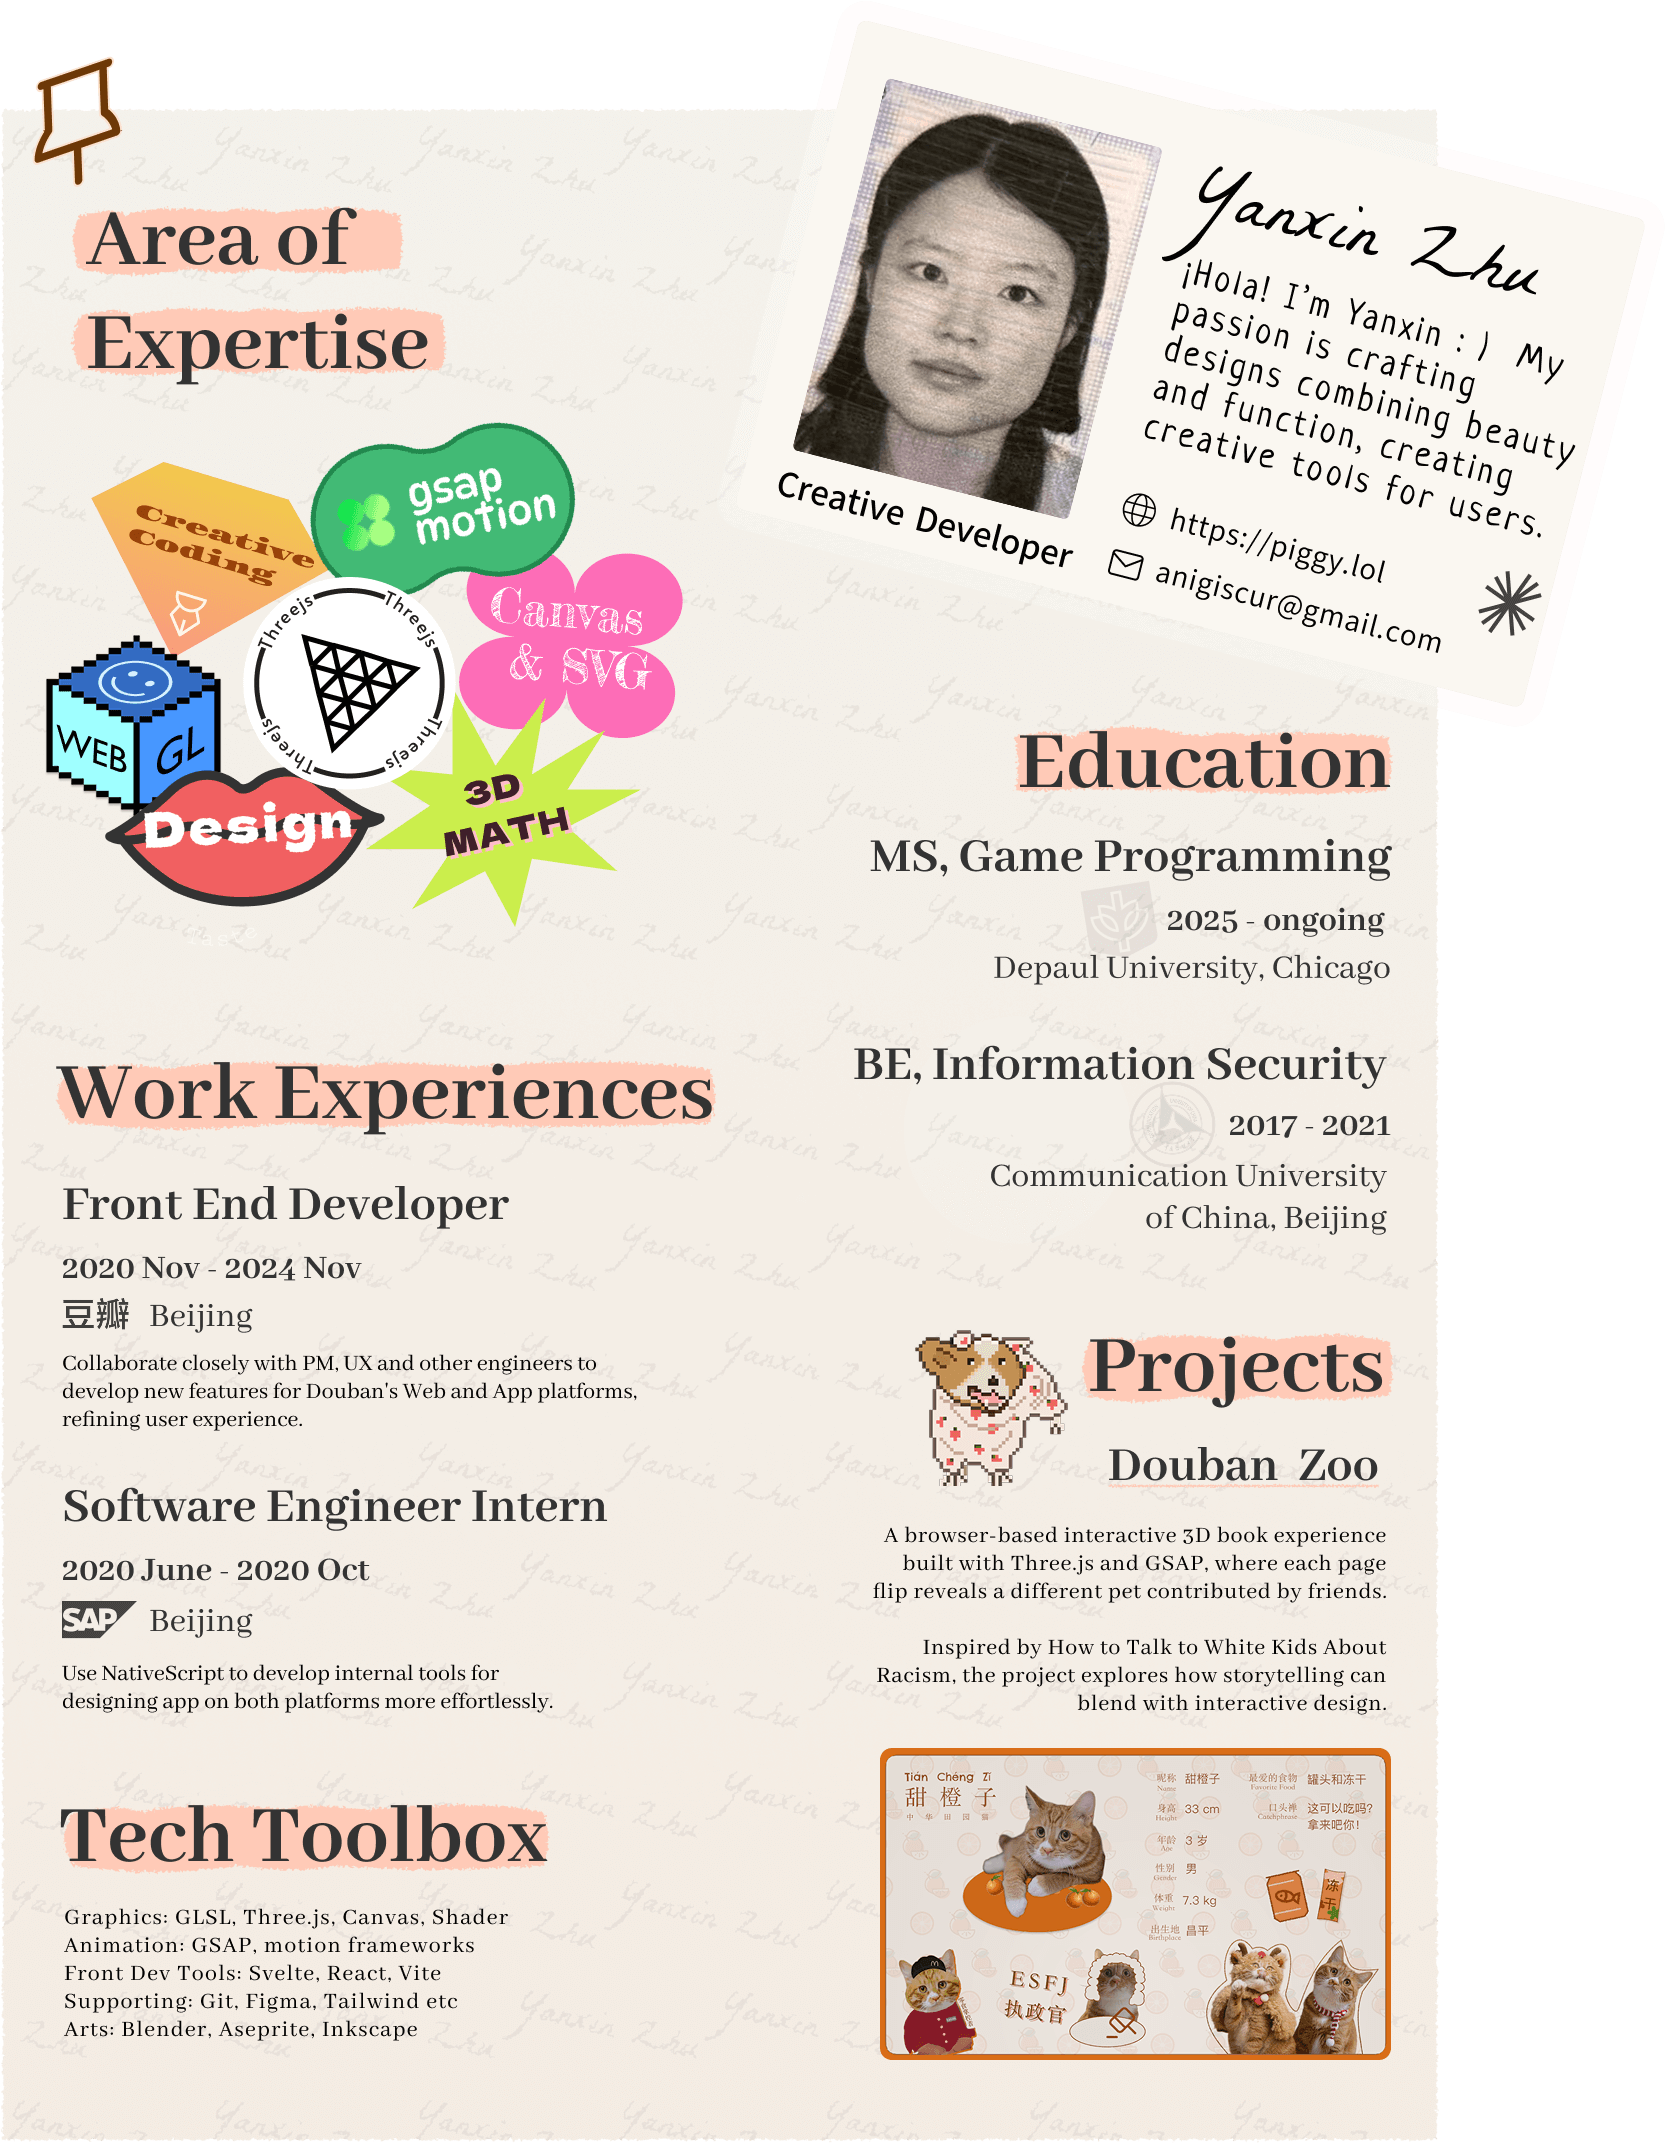 Area of
Expertise
Creative
Coding
gsap
motion
Canvas
& SVG
Threejs
Threejs
Threejs
Threejs
WEB
GL
Design
3D
MATH
Yanxin Zhu
¡Hola! I'm Yanxin : ) My
passion is crafting
designs combining beauty
and function, creating
creative tools for users.
Creative Developer
https://piggy.lol
anigiscur@gmail.com
Work Experiences
Front End Developer
2020 Nov - 2024 Nov
豆瓣 Beijing
Collaborate closely with PM, UX and other engineers to
develop new features for Douban's Web and App platforms,
refining user experience.
Software Engineer Intern
2020 June - 2020 Oct
SAP Beijing
Use NativeScript to develop internal tools for
designing app on both platforms more effortlessly.
Tech Toolbox
Graphics: GLSL, Three.js, Canvas, Shader
Animation: GSAP, motion frameworks
Front Dev Tools: Svelte, React, Vite
Supporting: Git, Figma, Tailwind etc
Arts: Blender, Aseprite, Inkscape
Education
MS, Game Programming
2025 - ongoing
Depaul University, Chicago
BE, Information Security
2017 - 2021
Communication University
of China, Beijing
Projects
Douban Zoo
A browser-based interactive 3D book experience
built with Three.js and GSAP, where each page
flip reveals a different pet contributed by friends.
Inspired by How to Talk to White Kids About
Racism, the project explores how storytelling can
blend with interactive design.
Tián Chéng Zǐ
甜橙子
中华田园猫
昵称 甜橙子
Name
身高 33 cm
Height
年龄 3 岁
Age
性别 男
Gender
体重 7.3 kg
Weight
出生地 昌平
Birthplace
最爱的食物 罐头和冻干
Favorite Food
口头禅 这可以吃吗?
Catchphrase
拿来吧你!
冻
干
ESFJ
执政官